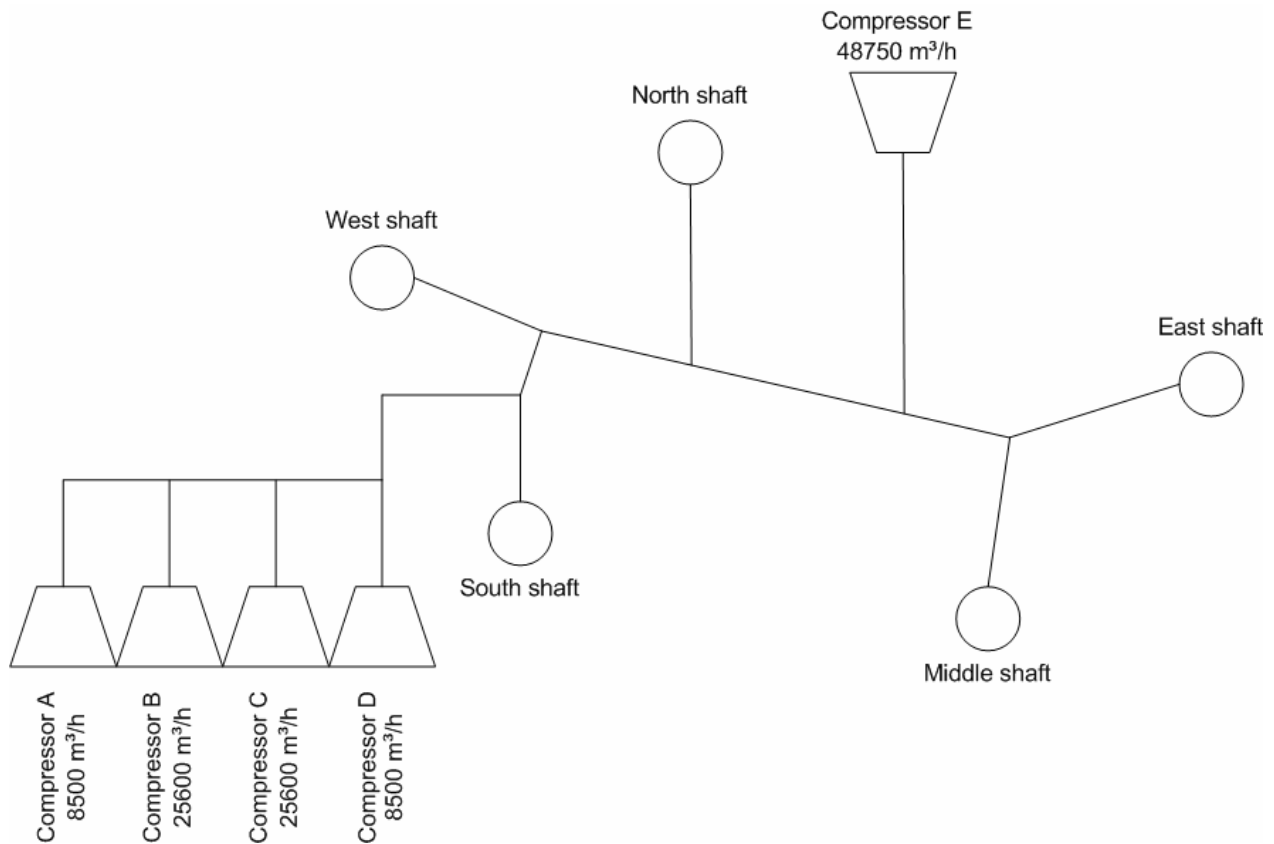 Compressor E
48750 m³/h
North shaft
West shaft
East shaft
South shaft
Middle shaft
Compressor A
8500 m³/h
Compressor B
25600 m³/h
Compressor C
25600 m³/h
Compressor D
8500 m³/h